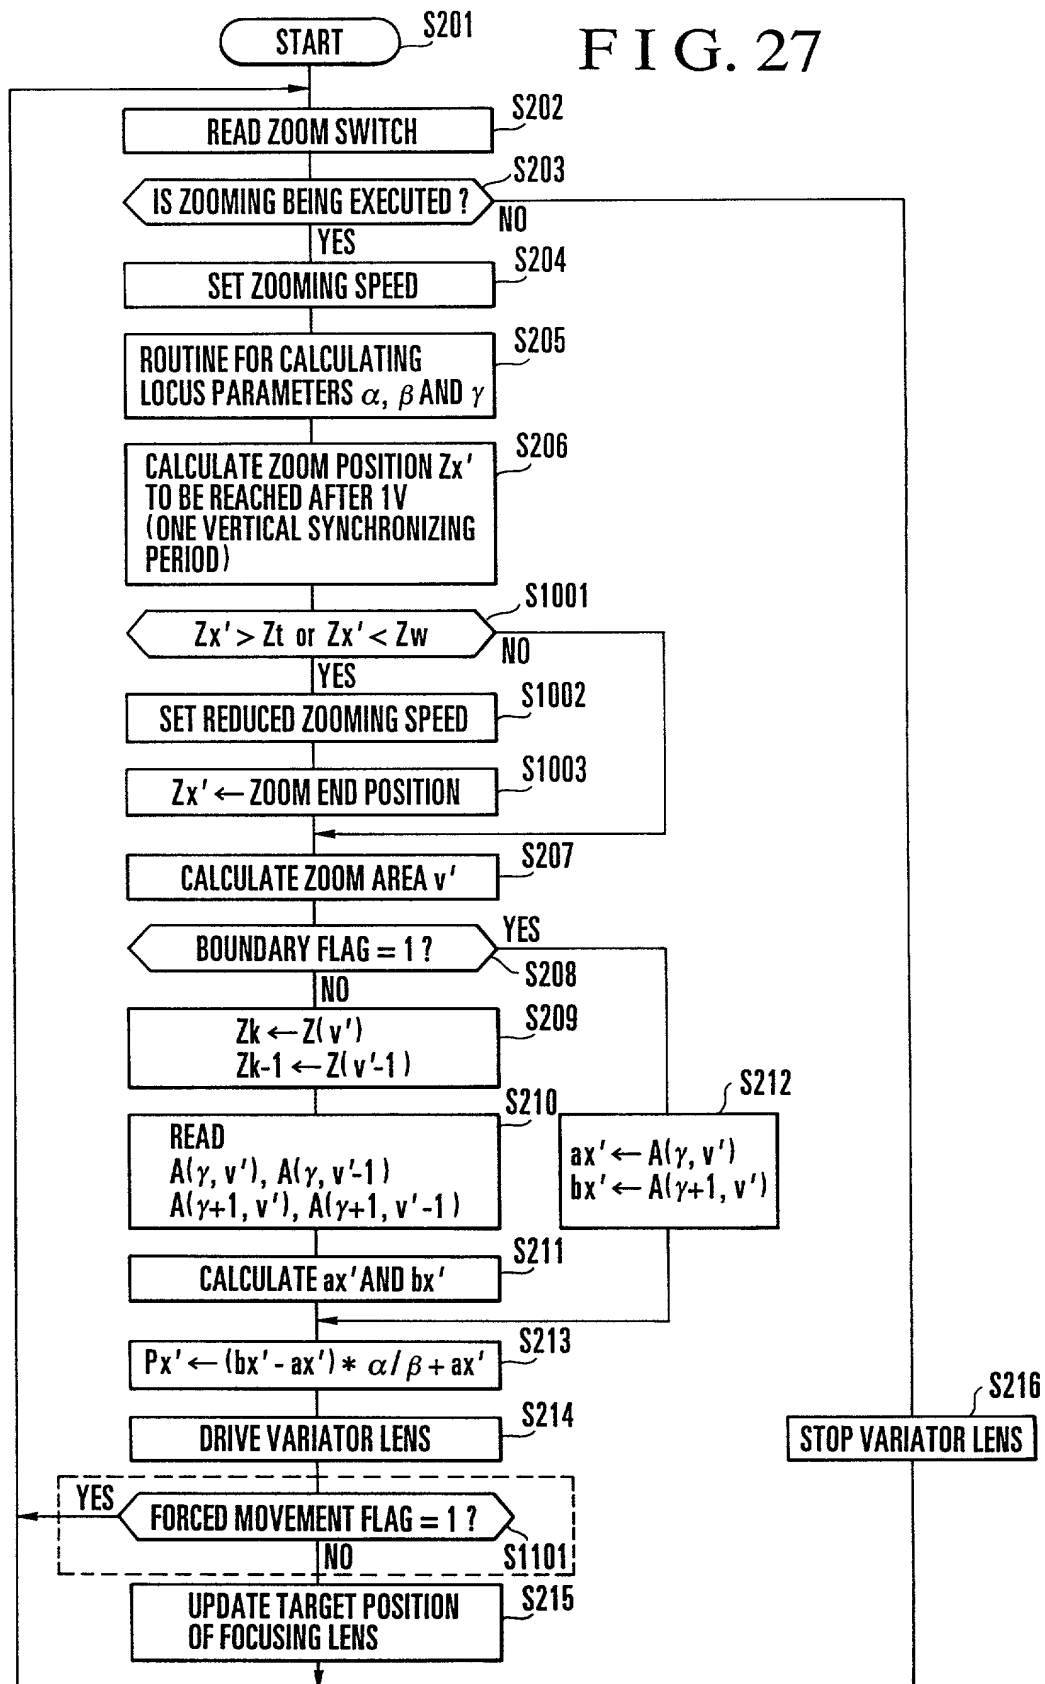 FIG. 27
START
S201
READ ZOOM SWITCH
S202
IS ZOOMING BEING EXECUTED ?
S203
NO
YES
SET ZOOMING SPEED
S204
ROUTINE FOR CALCULATING
LOCUS PARAMETERS α, β AND γ
S205
CALCULATE ZOOM POSITION Zx'
TO BE REACHED AFTER 1V
(ONE VERTICAL SYNCHRONIZING
PERIOD)
S206
Zx' > Zt or Zx' < Zw
S1001
NO
YES
SET REDUCED ZOOMING SPEED
S1002
Zx' ← ZOOM END POSITION
S1003
CALCULATE ZOOM AREA v'
S207
BOUNDARY FLAG = 1 ?
YES
S208
NO
Zk ← Z(v')
Zk-1 ← Z(v'-1)
S209
READ
A(γ, v'), A(γ, v'-1)
A(γ+1, v'), A(γ+1, v'-1)
S210
ax' ← A(γ, v')
bx' ← A(γ+1, v')
S212
CALCULATE ax' AND bx'
S211
Px' ← (bx' - ax') * α/β + ax'
S213
DRIVE VARIATOR LENS
S214
STOP VARIATOR LENS
S216
YES
FORCED MOVEMENT FLAG = 1 ?
S1101
NO
UPDATE TARGET POSITION
OF FOCUSING LENS
S215